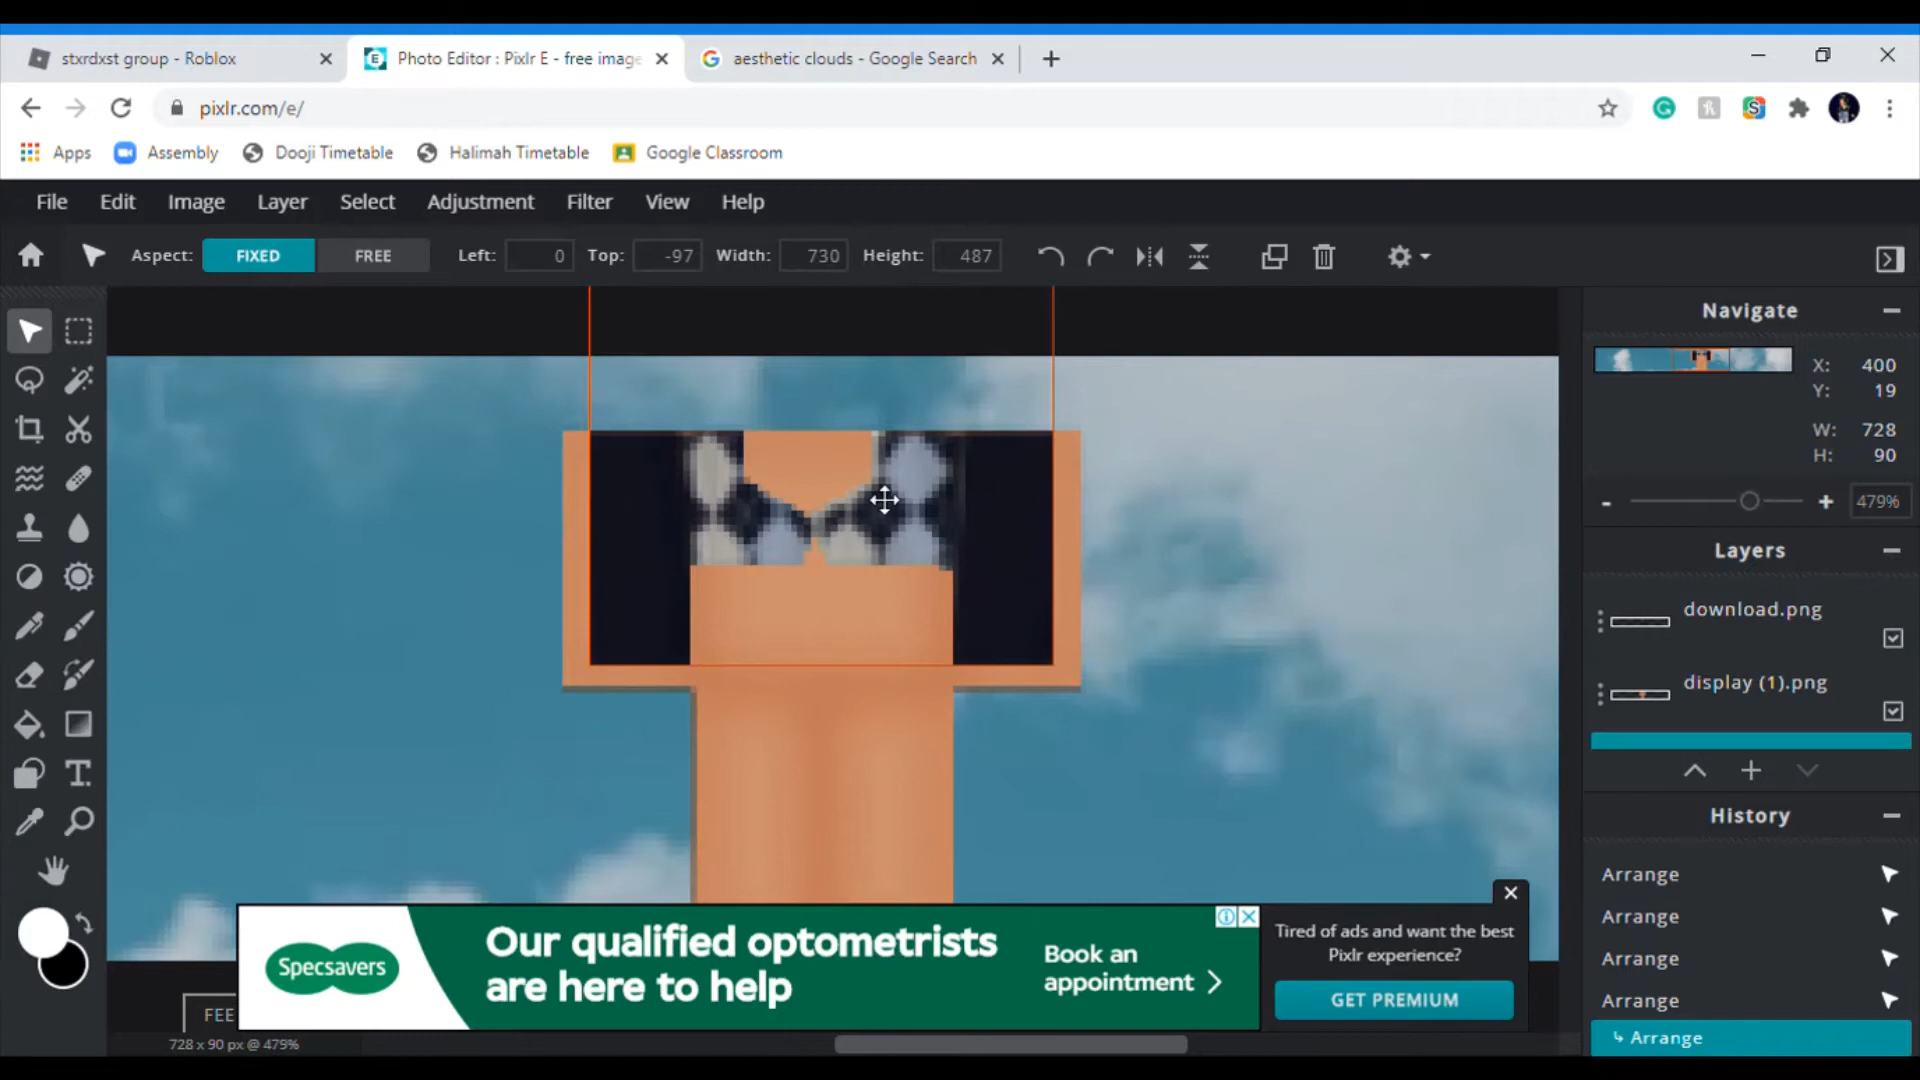 stxrdxst group - Roblox
Photo Editor : Pixlr E - free image
aesthetic clouds - Google Search
pixlr.com/e/
Apps
Assembly
Dooji Timetable
Halimah Timetable
Google Classroom
File
Edit
Image
Layer
Select
Adjustment
Filter
View
Help
Aspect:
FIXED
FREE
Left:
0
Top:
-97
Width:
730
Height:
487
Navigate
X: 400
Y: 19
W: 728
H: 90
479%
Layers
download.png
display (1).png
History
Arrange
Arrange
Arrange
Arrange
Arrange
Specsavers
Our qualified optometrists
are here to help
Book an
appointment
Tired of ads and want the best
Pixlr experience?
GET PREMIUM
FEE
728 x 90 px @ 479%